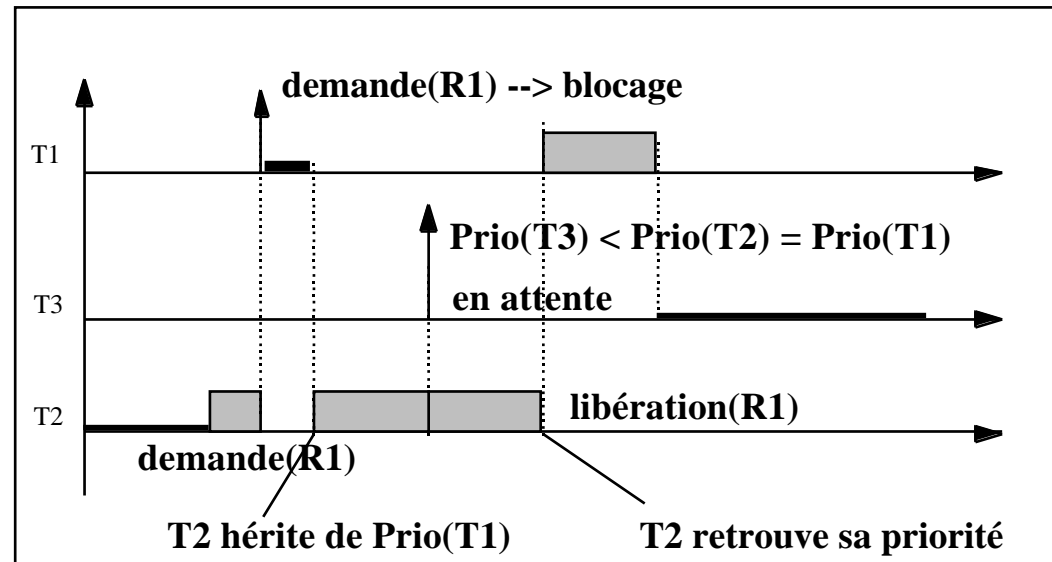 demande(R1) --> blocage
T1
Prio(T3) < Prio(T2) = Prio(T1)
en attente
T3
T2
libération(R1)
demande(R1)
T2 hérite de Prio(T1)
T2 retrouve sa priorité